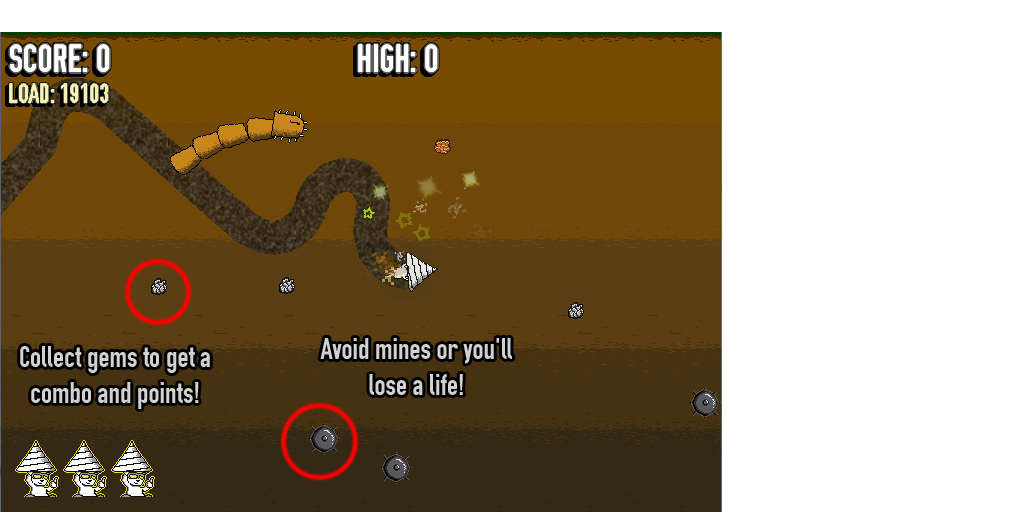 SCORE: 0
HIGH: 0
LOAD: 19103
Collect gems to get a
combo and points!
Avoid mines or you'll
lose a life!